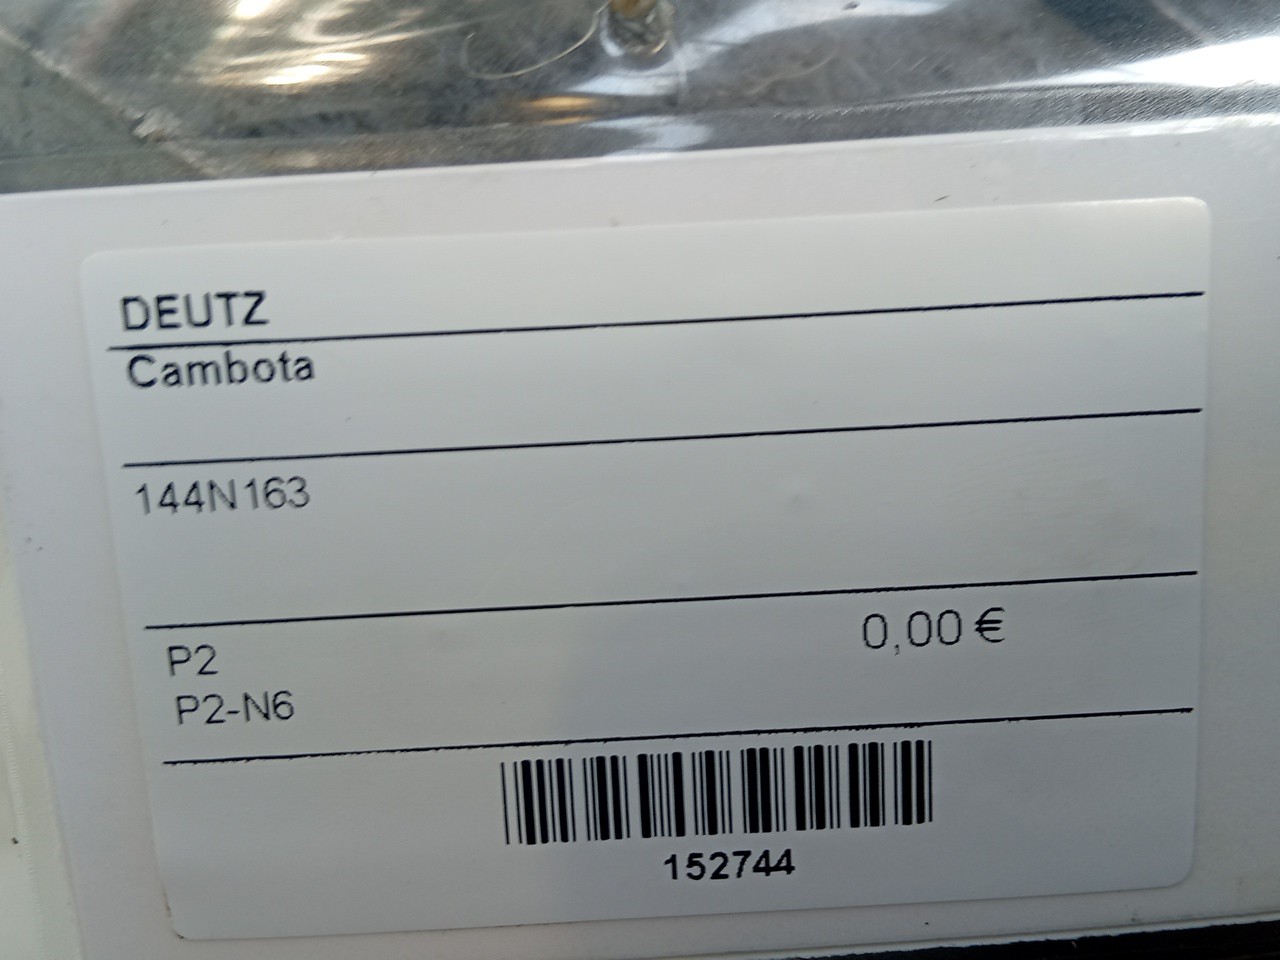 DEUTZ
Cambota
144N163
P2
0,00 €
P2-N6
152744